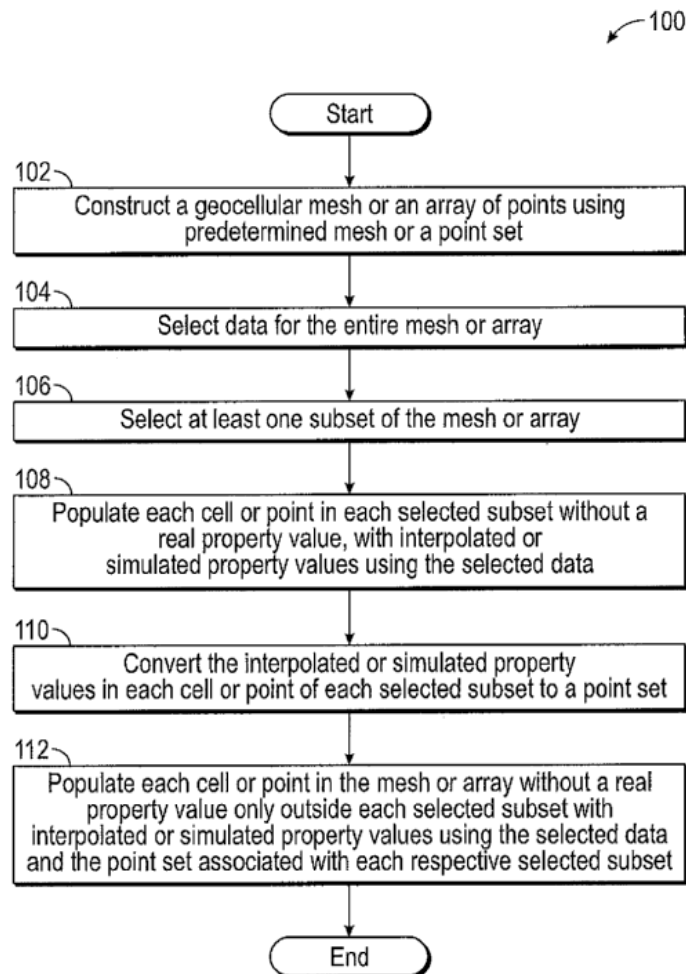 100
Start
102
Construct a geocellular mesh or an array of points using
predetermined mesh or a point set
104
Select data for the entire mesh or array
106
Select at least one subset of the mesh or array
108
Populate each cell or point in each selected subset without a
real property value, with interpolated or
simulated property values using the selected data
110
Convert the interpolated or simulated property
values in each cell or point of each selected subset to a point set
112
Populate each cell or point in the mesh or array without a real
property value only outside each selected subset with
interpolated or simulated property values using the selected data
and the point set associated with each respective selected subset
End